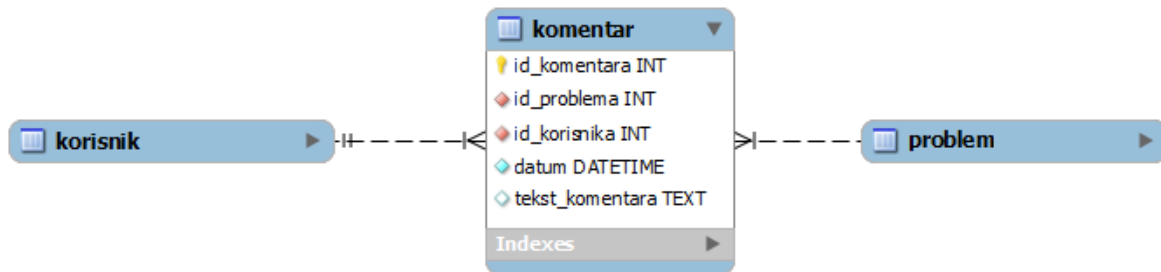 komentar
id_komentara INT
id_problema INT
id_korisnika INT
datum DATETIME
tekst_komentara TEXT
Indexes
korisnik
problem